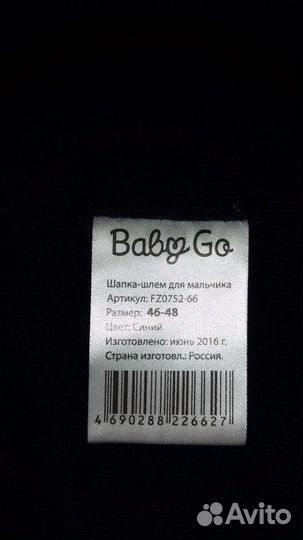 Baby Go
Шапка-шлем для мальчика
Артикул: FZ0752-66
Размер: 46-48
Цвет: Синий
Изготовлено: июнь 2016 г.
Страна изготовл.: Россия.
4 690288 226627
Avito